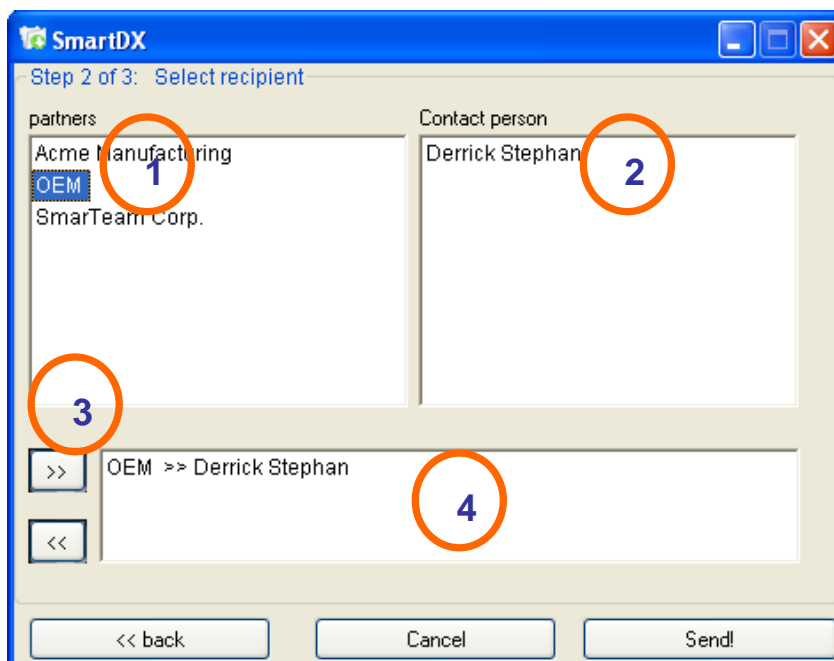 SmartDX
Step 2 of 3: Select recipient
partners
Contact person
Acme Manufacturing
OEM
SmarTeam Corp.
1
Derrick Stephan
2
3
>>
OEM >> Derrick Stephan
4
<<
<< back
Cancel
Send!